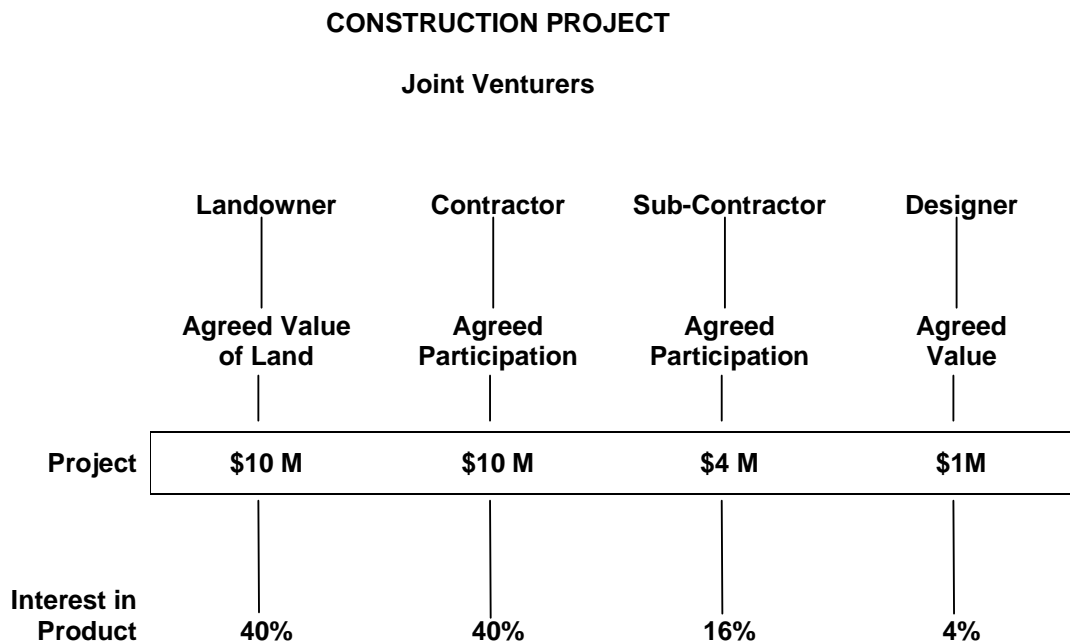 CONSTRUCTION PROJECT
Joint Venturers
Landowner Contractor Sub-Contractor Designer
Agreed Value Agreed Agreed Agreed
of Land Participation Participation Value
Project $10 M $10 M $4 M $1M
Interest in
Product 40% 40% 16% 4%